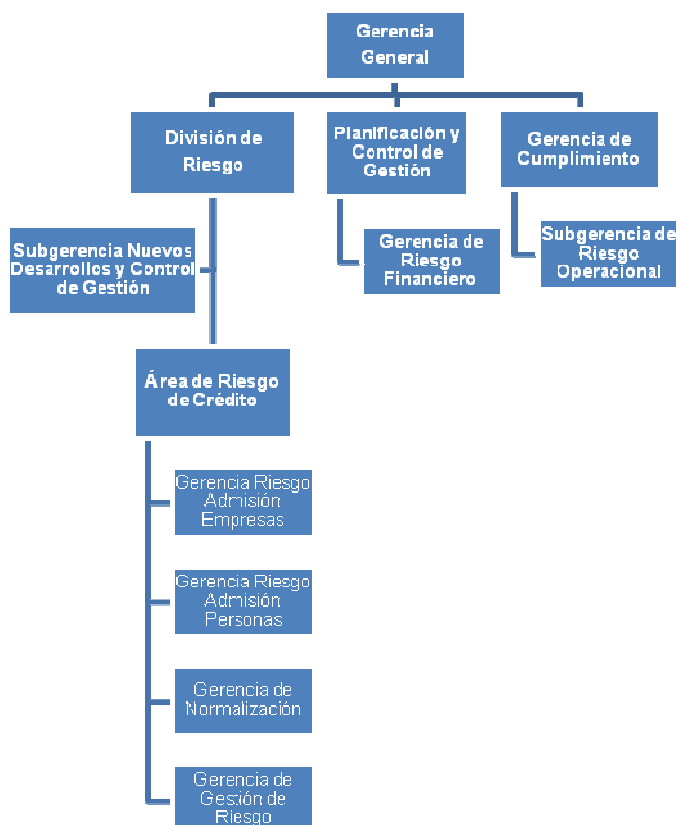 Gerencia
General
División de
Riesgo
Planificación y
Control de
Gestión
Gerencia de
Cumplimiento
Subgerencia Nuevos
Desarrollos y Control
de Gestión
Gerencia de
Riesgo
Financiero
Subgerencia de
Riesgo
Operacional
Área de Riesgo
de Crédito
Gerencia Riesgo
Admisión
Empresas
Gerencia Riesgo
Admisión
Personas
Gerencia de
Normalización
Gerencia de
Gestión de
Riesgo